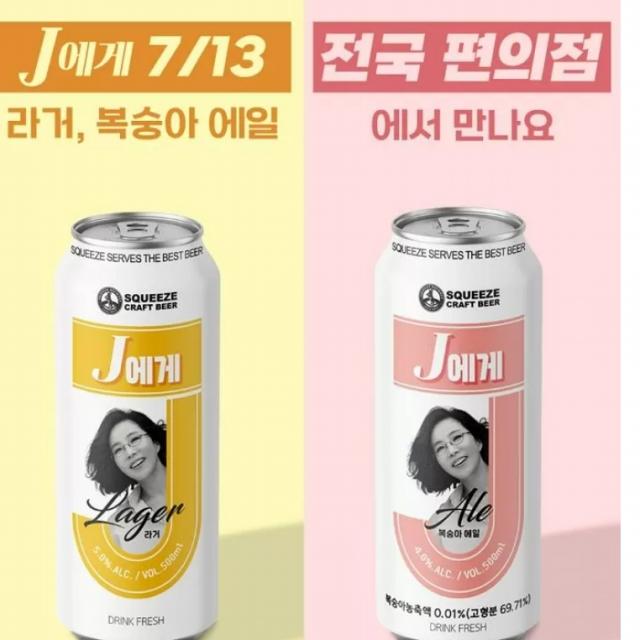 J에게 7/13
라거, 복숭아 에일
전국 편의점
에서 만나요
SQUEEZE SERVES THE BEST BEER
SQUEEZE
CRAFT BEER
J에게
Lager
라거
5.0% ALC. / VOL.500ml
DRINK FRESH
SQUEEZE SERVES THE BEST BEER
SQUEEZE
CRAFT BEER
J에게
Ale
복숭아 에일
4.0% ALC. / VOL.500ml
복숭아농축액 0.01%(고형분 69.71%)
DRINK FRESH